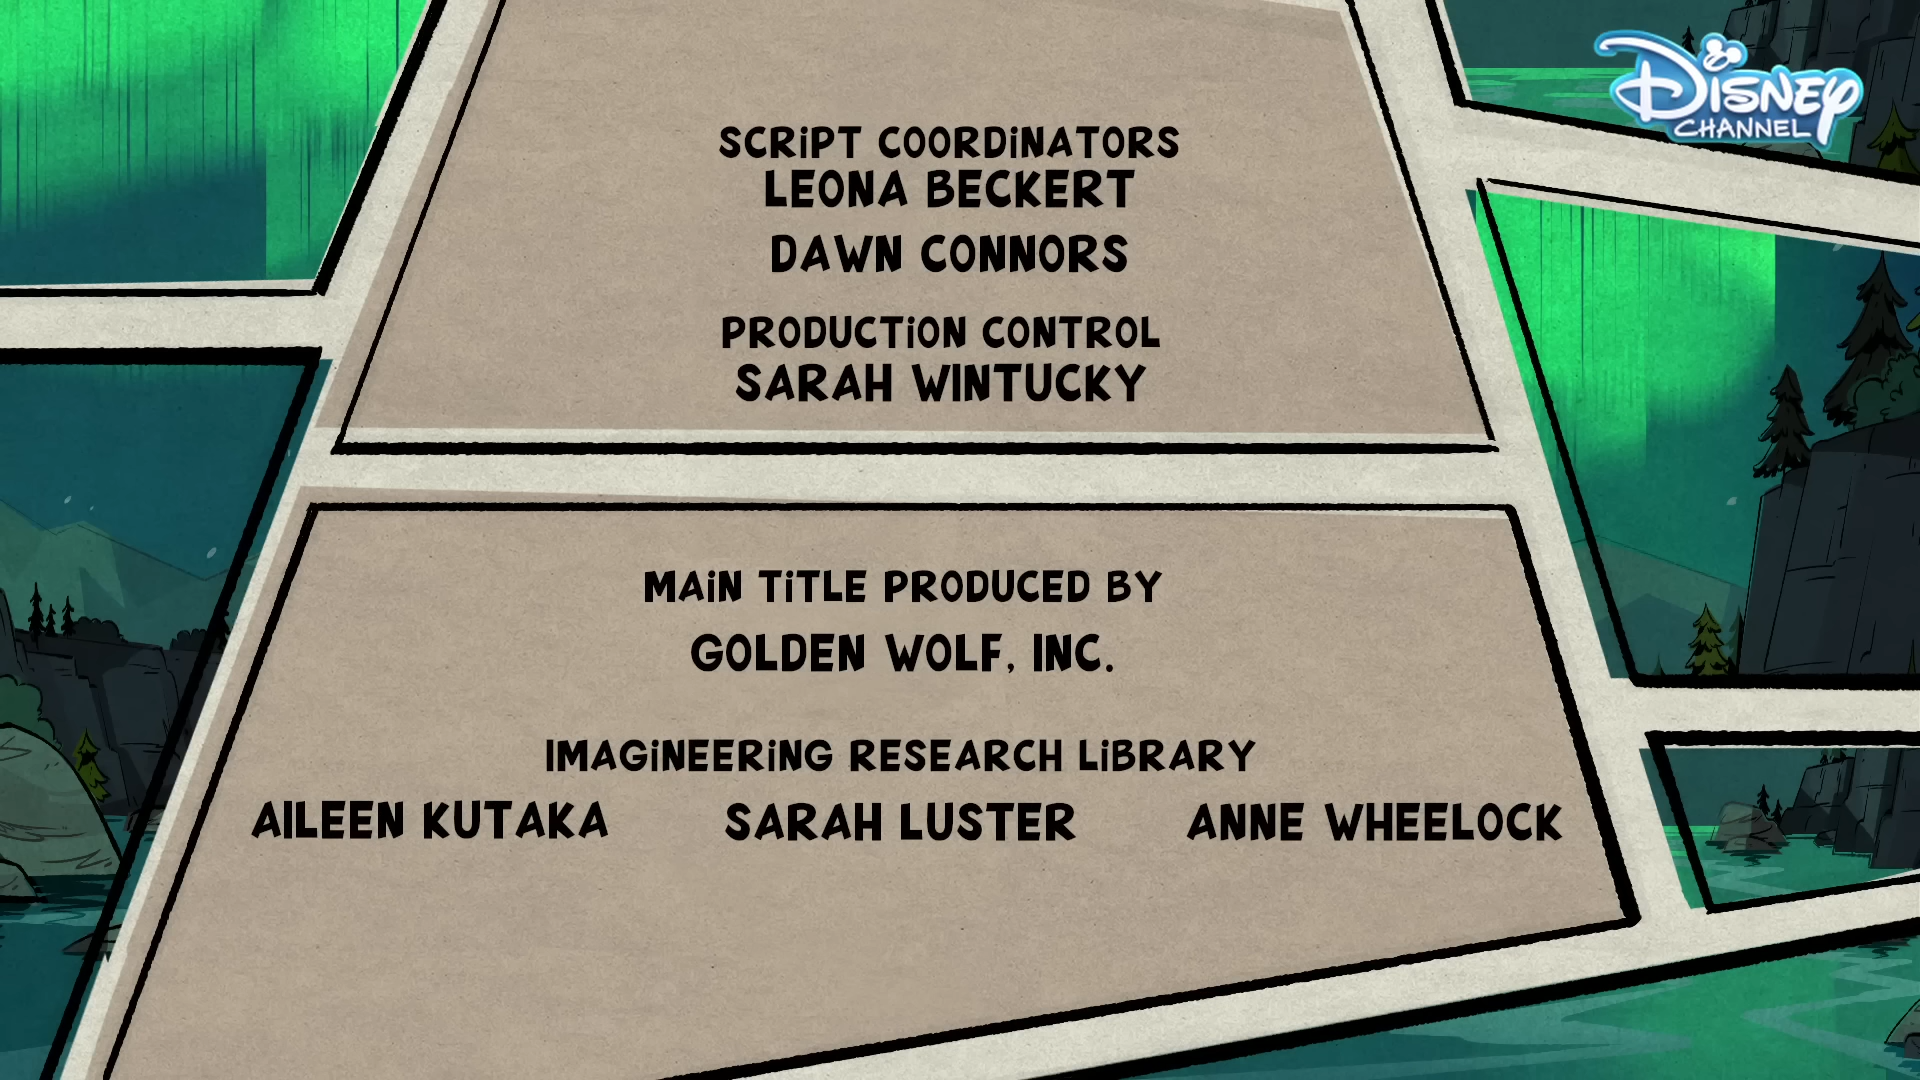 DISNEY
CHANNEL
SCRIPT COORDINATORS
LEONA BECKERT
DAWN CONNORS
PRODUCTION CONTROL
SARAH WINTUCKY
MAIN TITLE PRODUCED BY
GOLDEN WOLF, INC.
IMAGINEERING RESEARCH LIBRARY
AILEEN KUTAKA SARAH LUSTER ANNE WHEELOCK